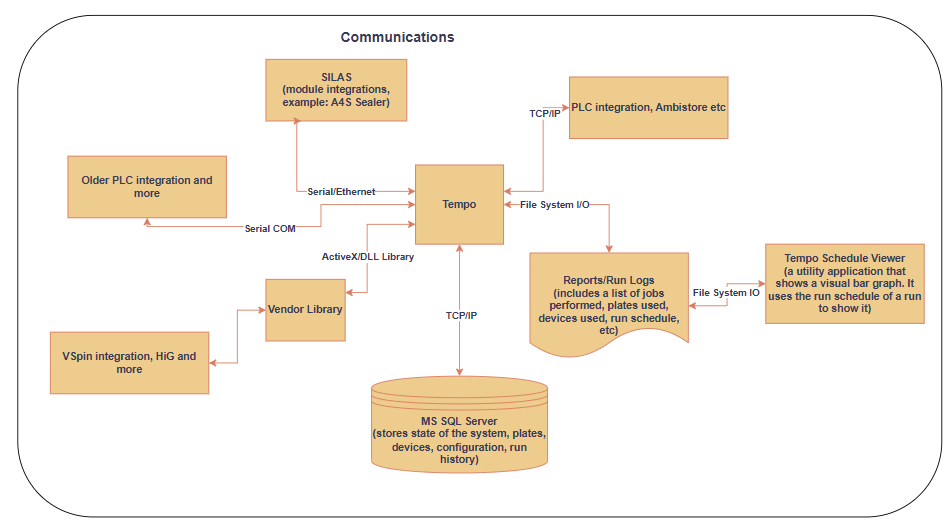 Communications
SILAS
(module integrations,
example: A4S Sealer)
PLC integration, Ambistore etc
TCP/IP
Older PLC integration and
more
Serial/Ethernet
Tempo
File System I/O
Serial COM
ActiveX/DLL Library
Vendor Library
TCP/IP
Reports/Run Logs
(includes a list of jobs
performed, plates used,
devices used, run schedule,
etc)
File System IO
Tempo Schedule Viewer
(a utility application that
shows a visual bar graph. It
uses the run schedule of a run
to show it)
VSpin integration, HiG and
more
MS SQL Server
(stores state of the system, plates,
devices, configuration, run
history)